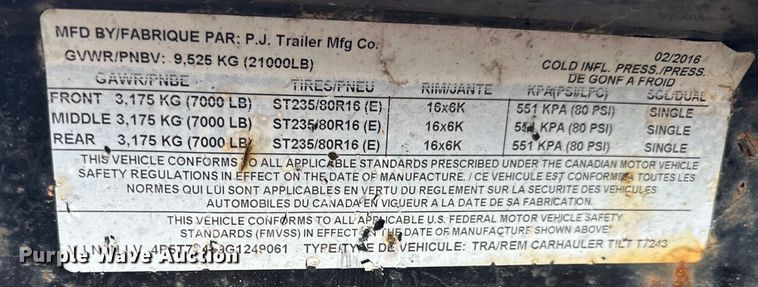 MFD BY/FABRIQUE PAR: P.J. Trailer Mfg Co.
02/2016
GVWR/PNBV: 9,525 KG (21000LB)
COLD INFL. PRESS./PRESS.
DE GONF A FROID
GAWR/PNBE TIRES/PNEU RIM/JANTE KPA(PSI/LPC) SGL/DUAL
FRONT 3,175 KG (7000 LB) ST235/80R16 (E) 16x6K 551 KPA (80 PSI) SINGLE
MIDDLE 3,175 KG (7000 LB) ST235/80R16 (E) 16x6K 551 KPA (80 PSI) SINGLE
REAR 3,175 KG (7000 LB) ST235/80R16 (E) 16x6K 551 KPA (80 PSI) SINGLE
THIS VEHICLE CONFORMS TO ALL APPLICABLE STANDARDS PRESCRIBED UNDER THE CANADIAN MOTOR VEHICLE
SAFETY REGULATIONS IN EFFECT ON THE DATE OF MANUFACTURE. / CE VEHICULE EST CONFORME A TOUTES LES
NORMES QUI LUI SONT APPLICABLES EN VERTU DU REGLEMENT SUR LA SECURITE DES VEHICULES
AUTOMOBILES DU CANADA EN VIGUEUR A LA DATE DE SA FABRICATION.
THIS VEHICLE CONFORMS TO ALL APPLICABLE U.S. FEDERAL MOTOR VEHICLE SAFETY
STANDARDS (FMVSS) IN EFFECT ON THE DATE OF MANUFACTURE SHOWN ABOVE
TYPE/TYPE DE VEHICULE: TRA/REM CARHAULER TILT T7243
Purple Wave Auction